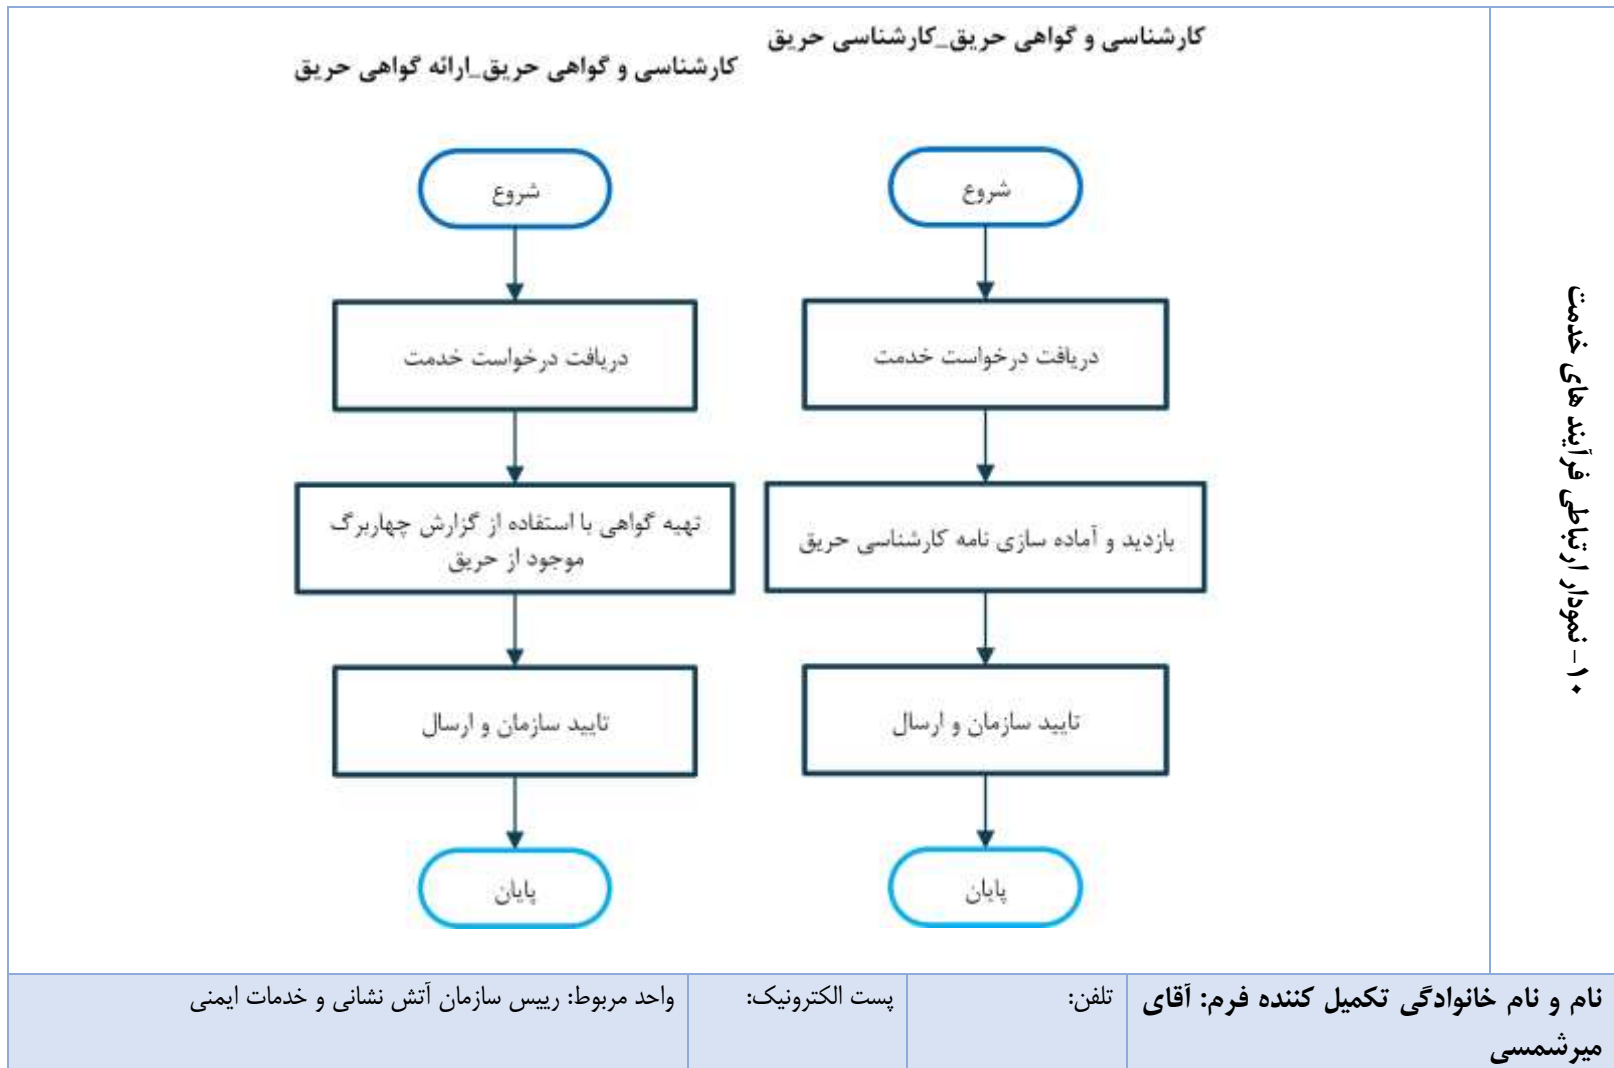 ۱۰- نمودار ارتباطی فرآیند های خدمت
کارشناسی و گواهی حریق_کارشناسی حریق
شروع
دریافت درخواست خدمت
بازدید و آماده سازی نامه کارشناسی حریق
تایید سازمان و ارسال
پایان
کارشناسی و گواهی حریق_ارائه گواهی حریق
شروع
دریافت درخواست خدمت
تهیه گواهی با استفاده از گزارش چهاربرگ
موجود از حریق
تایید سازمان و ارسال
پایان
نام و نام خانوادگی تکمیل کننده فرم: آقای
میرشمسی
تلفن:
پست الکترونیک:
واحد مربوط: رییس سازمان آتش نشانی و خدمات ایمنی